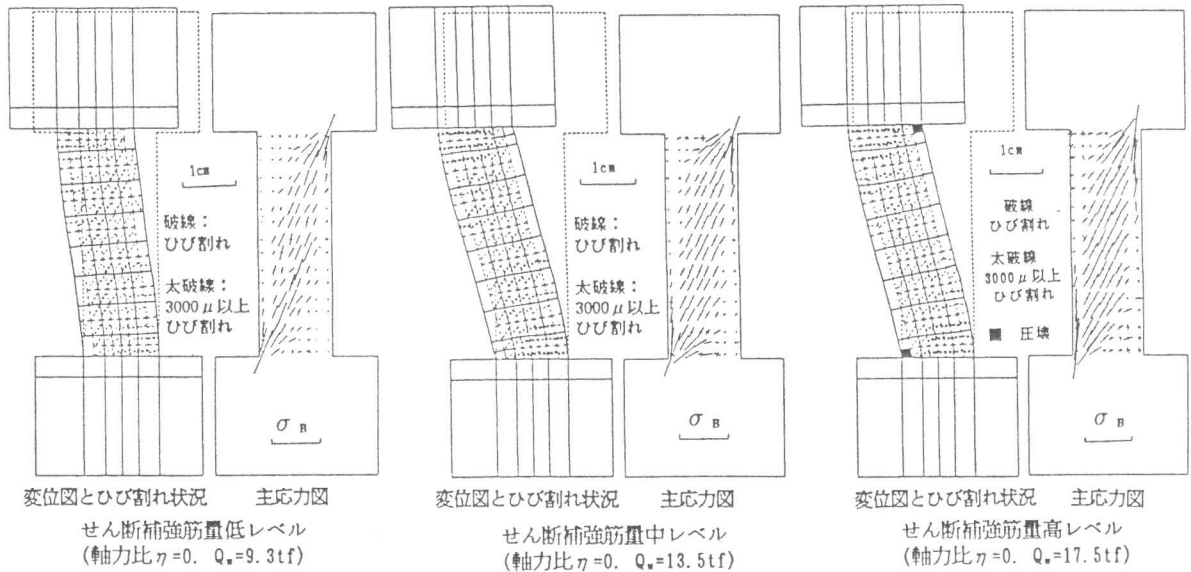 1cm
破線：
ひび割れ
太破線：
3000μ以上
ひび割れ
σB
変位図とひび割れ状況
主応力図
せん断補強筋量低レベル
(軸力比η=0. Qm=9.3tf)
1cm
破線：
ひび割れ
太破線：
3000μ以上
ひび割れ
σB
変位図とひび割れ状況
主応力図
せん断補強筋量中レベル
(軸力比η=0. Qm=13.5tf)
1cm
破線
ひび割れ
太破線
3000μ以上
ひび割れ
■ 圧壊
σB
変位図とひび割れ状況
主応力図
せん断補強筋量高レベル
(軸力比η=0. Qm=17.5tf)